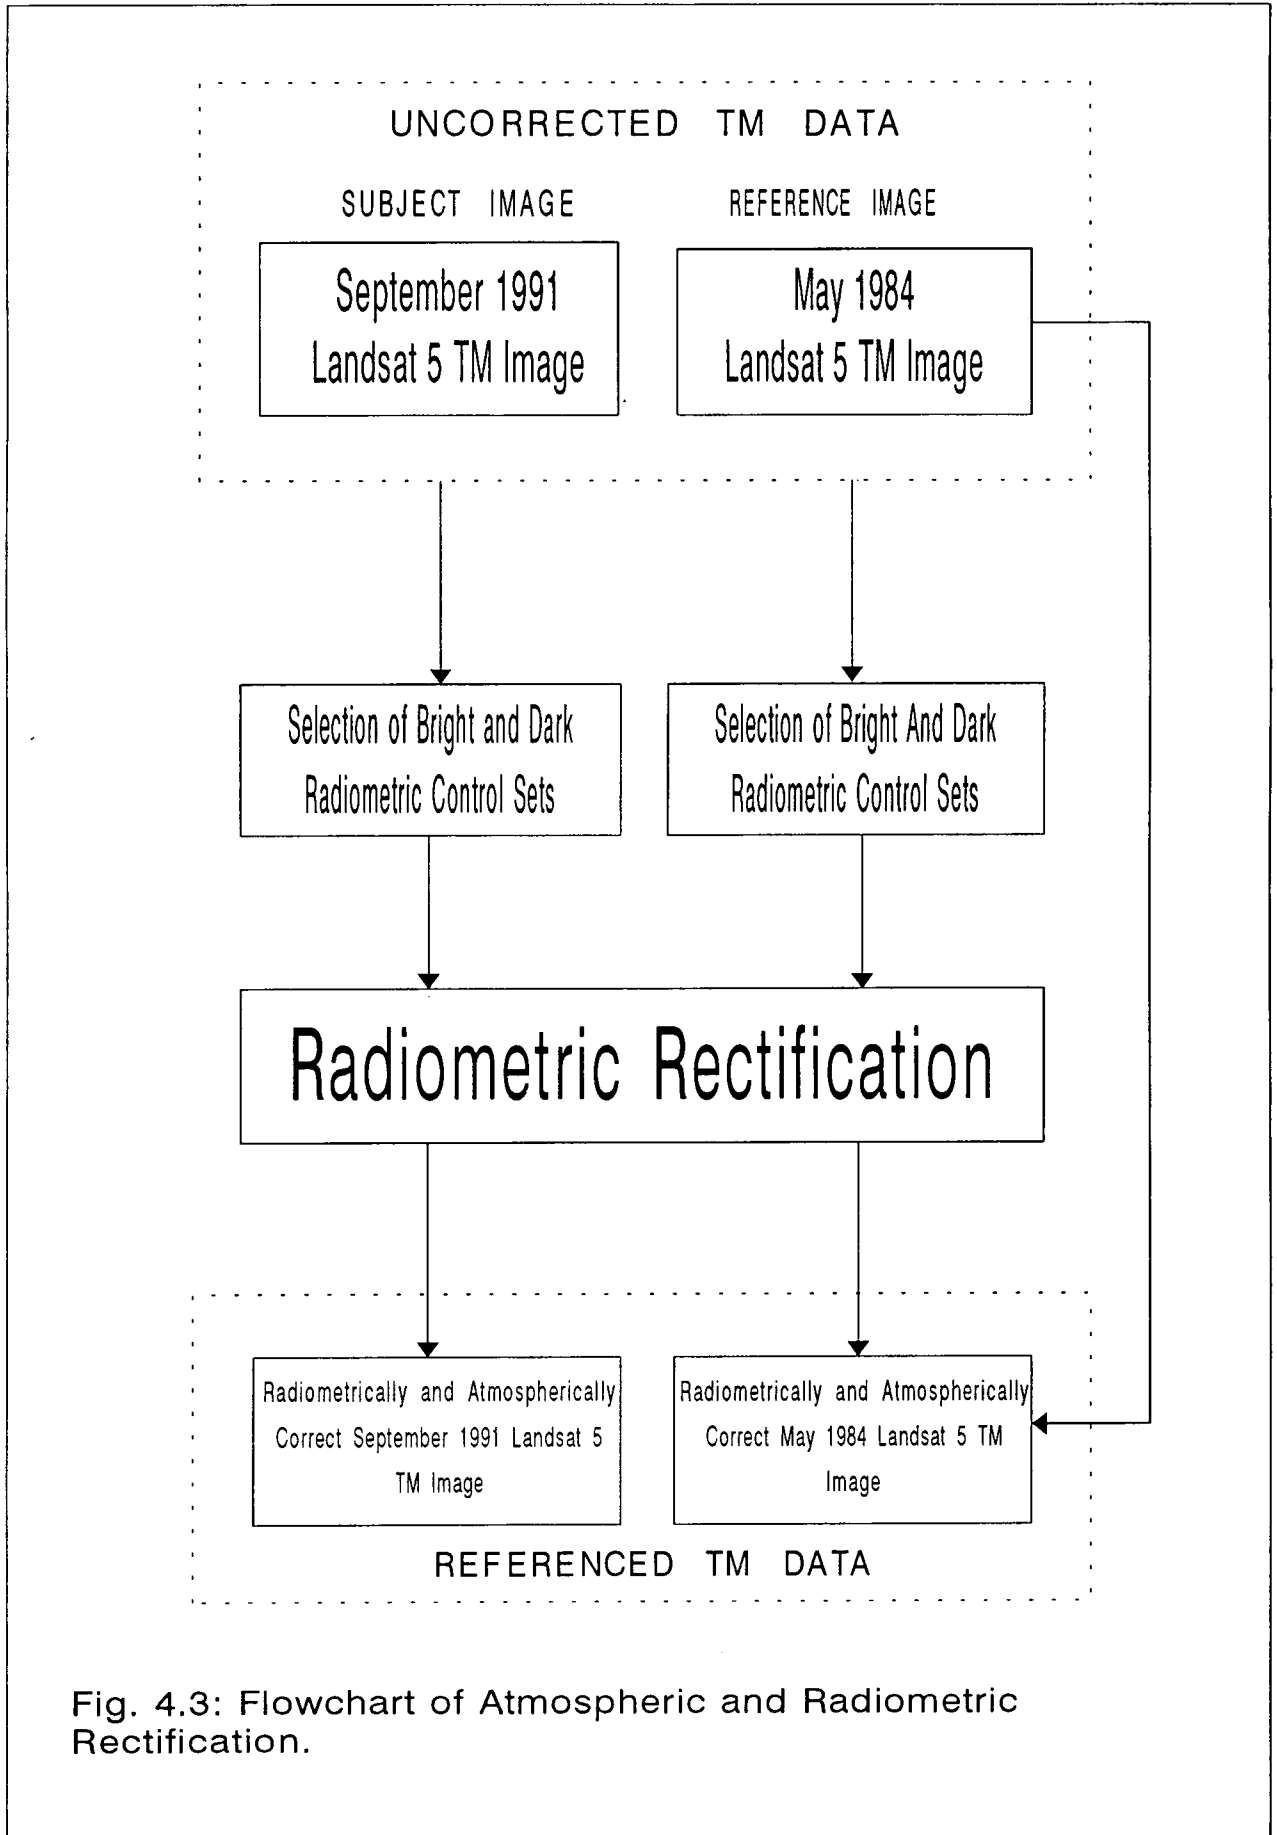 UNCORRECTED TM DATA
SUBJECT IMAGE
REFERENCE IMAGE
September 1991
Landsat 5 TM Image
May 1984
Landsat 5 TM Image
Selection of Bright and Dark
Radiometric Control Sets
Selection of Bright And Dark
Radiometric Control Sets
Radiometric Rectification
Radiometrically and Atmospherically
Correct September 1991 Landsat 5
TM Image
Radiometrically and Atmospherically
Correct May 1984 Landsat 5 TM
Image
REFERENCED TM DATA
Fig. 4.3: Flowchart of Atmospheric and Radiometric
Rectification.